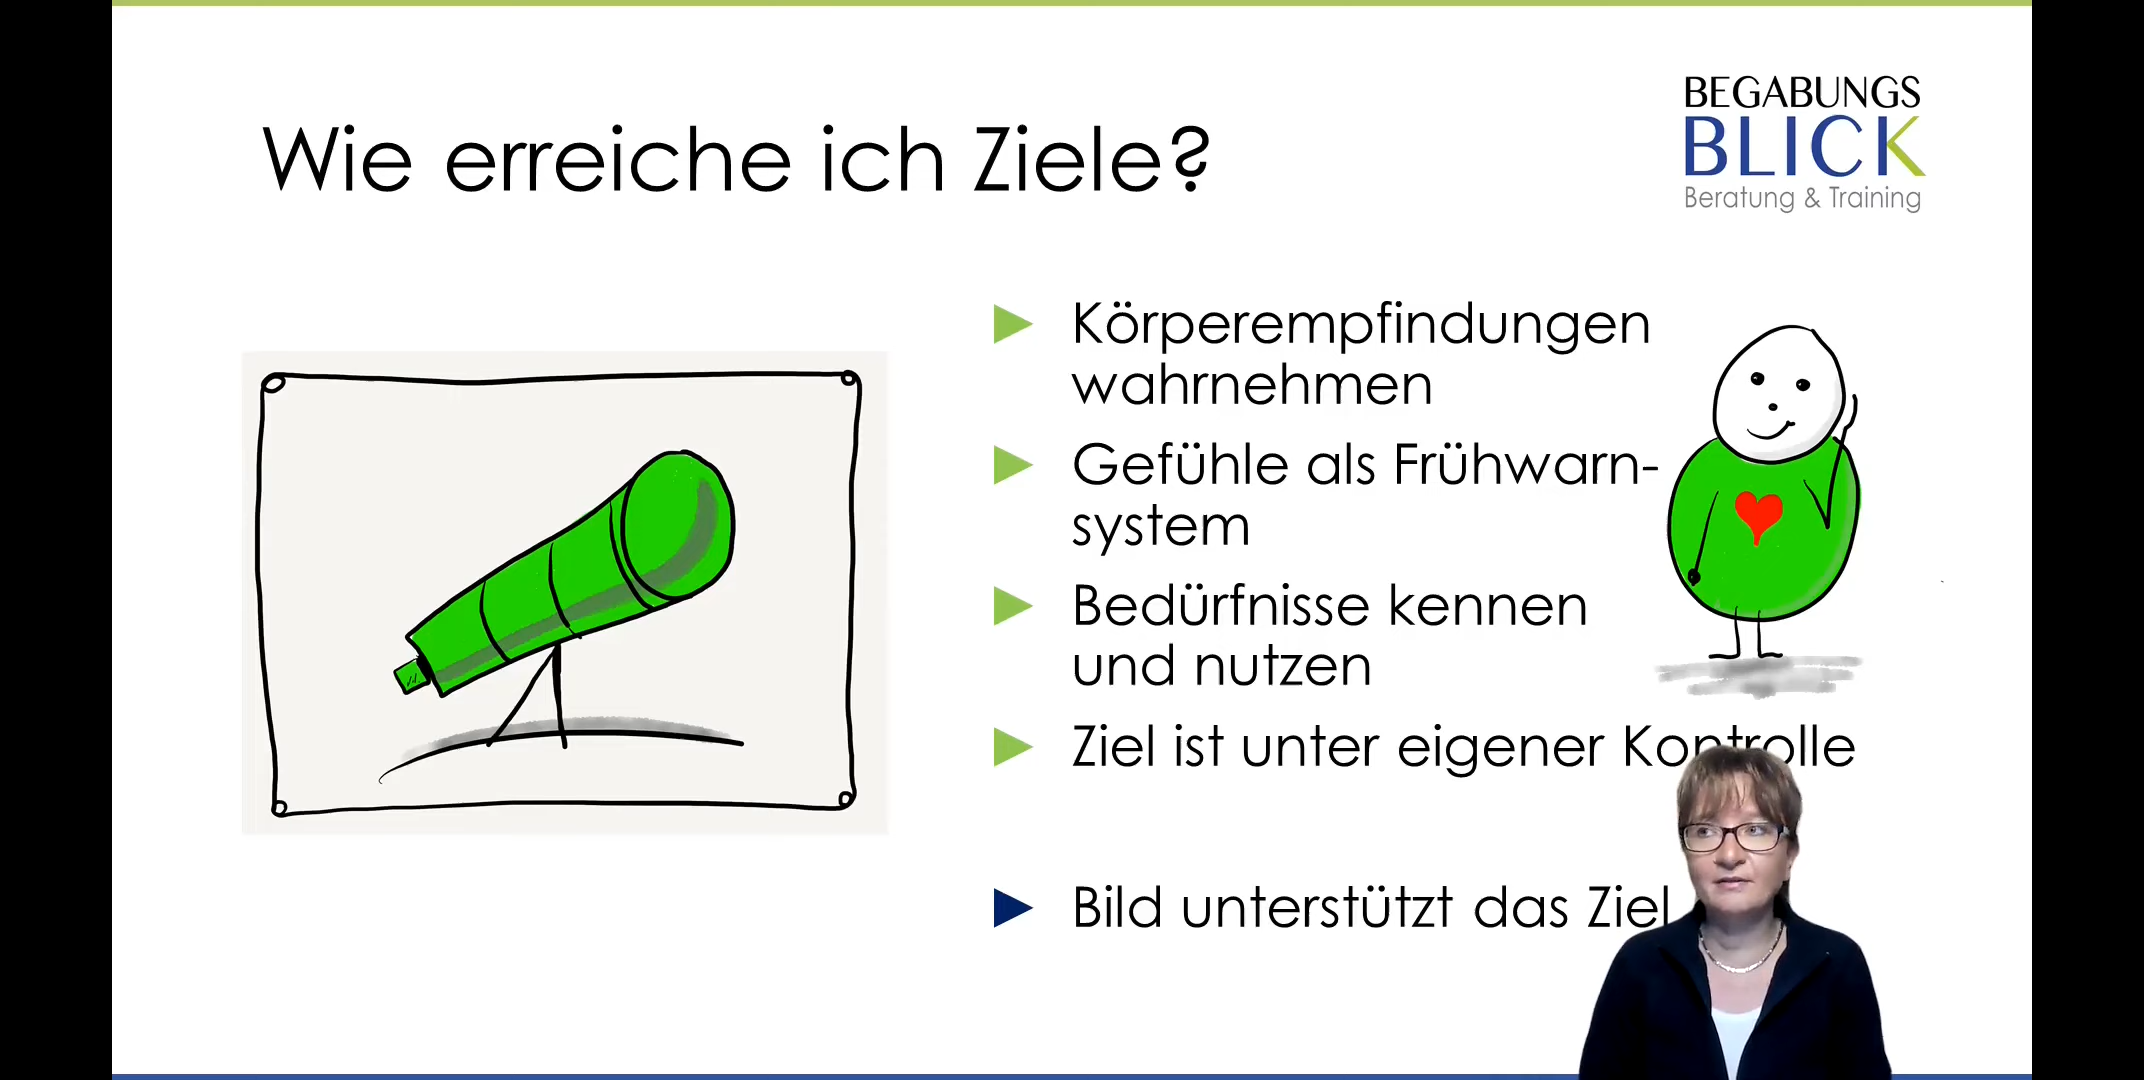 Wie erreiche ich Ziele?
BEGABUNGS
BLICK
Beratung & Training
Körperempfindungen
wahrnehmen
Gefühle als Frühwarn-
system
Bedürfnisse kennen
und nutzen
Ziel ist unter eigener Kontrolle
Bild unterstützt das Ziel